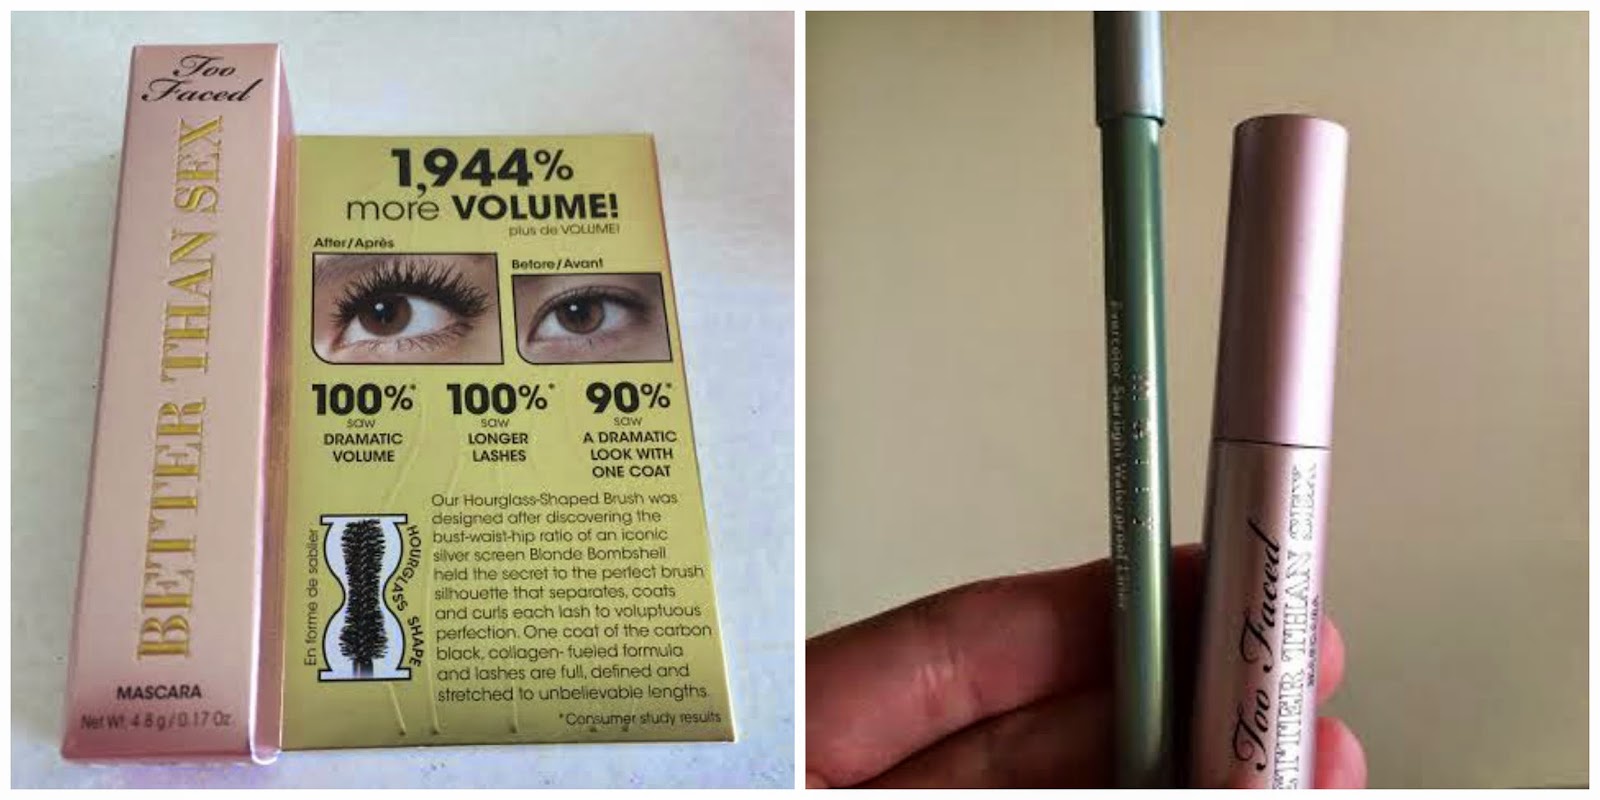 Too
Faced
BETTER THAN SEX
MASCARA
Net Wt. 4.8 g / 0.17 Oz.
1,944%
more VOLUME!
plus de VOLUME!
After/Après
Before/Avant
100%*
saw
DRAMATIC
VOLUME
100%*
saw
LONGER
LASHES
90%*
saw
A DRAMATIC
LOOK WITH
ONE COAT
En forme de sablier
HOURGLASS SHAPE
Our Hourglass-Shaped Brush was
designed after discovering the
bust-waist-hip ratio of an iconic
silver screen Blonde Bombshell
held the secret to the perfect brush
silhouette that separates, coats
and curls each lash to voluptuous
perfection. One coat of the carbon
black, collagen- fueled formula
and lashes are full, defined and
stretched to unbelievable lengths.
*Consumer study results
Starlight Waterproof Liner
Too Faced
BETTER THAN SEX
MASCARA